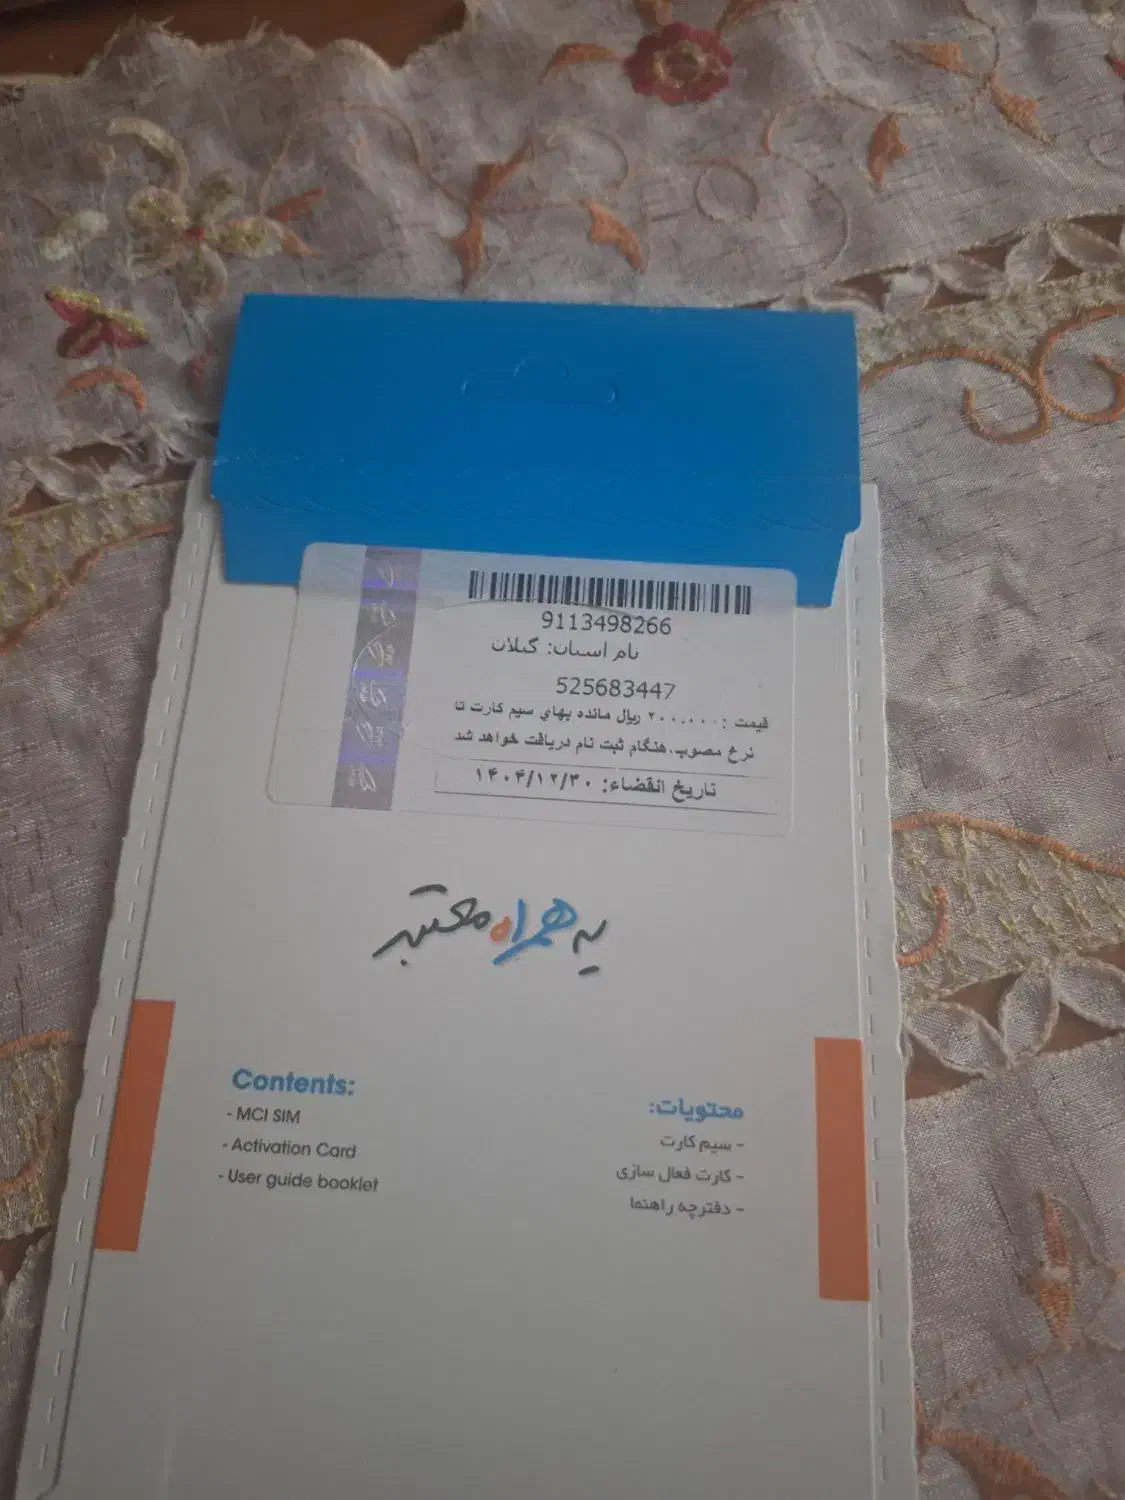 9113498266
نام استان: گیلان
525683447
قیمت : ۲۰۰.۰۰۰ ریال مانده بهای سیم کارت تا
نرخ مصوب، هنگام ثبت نام دریافت خواهد شد
تاریخ انقضاء: ۱۴۰۴/۱۲/۳۰
یه همراه معتبر
محتویات:
- سیم کارت
- کارت فعال سازی
- دفترچه راهنما
Contents:
- MCI SIM
- Activation Card
- User guide booklet